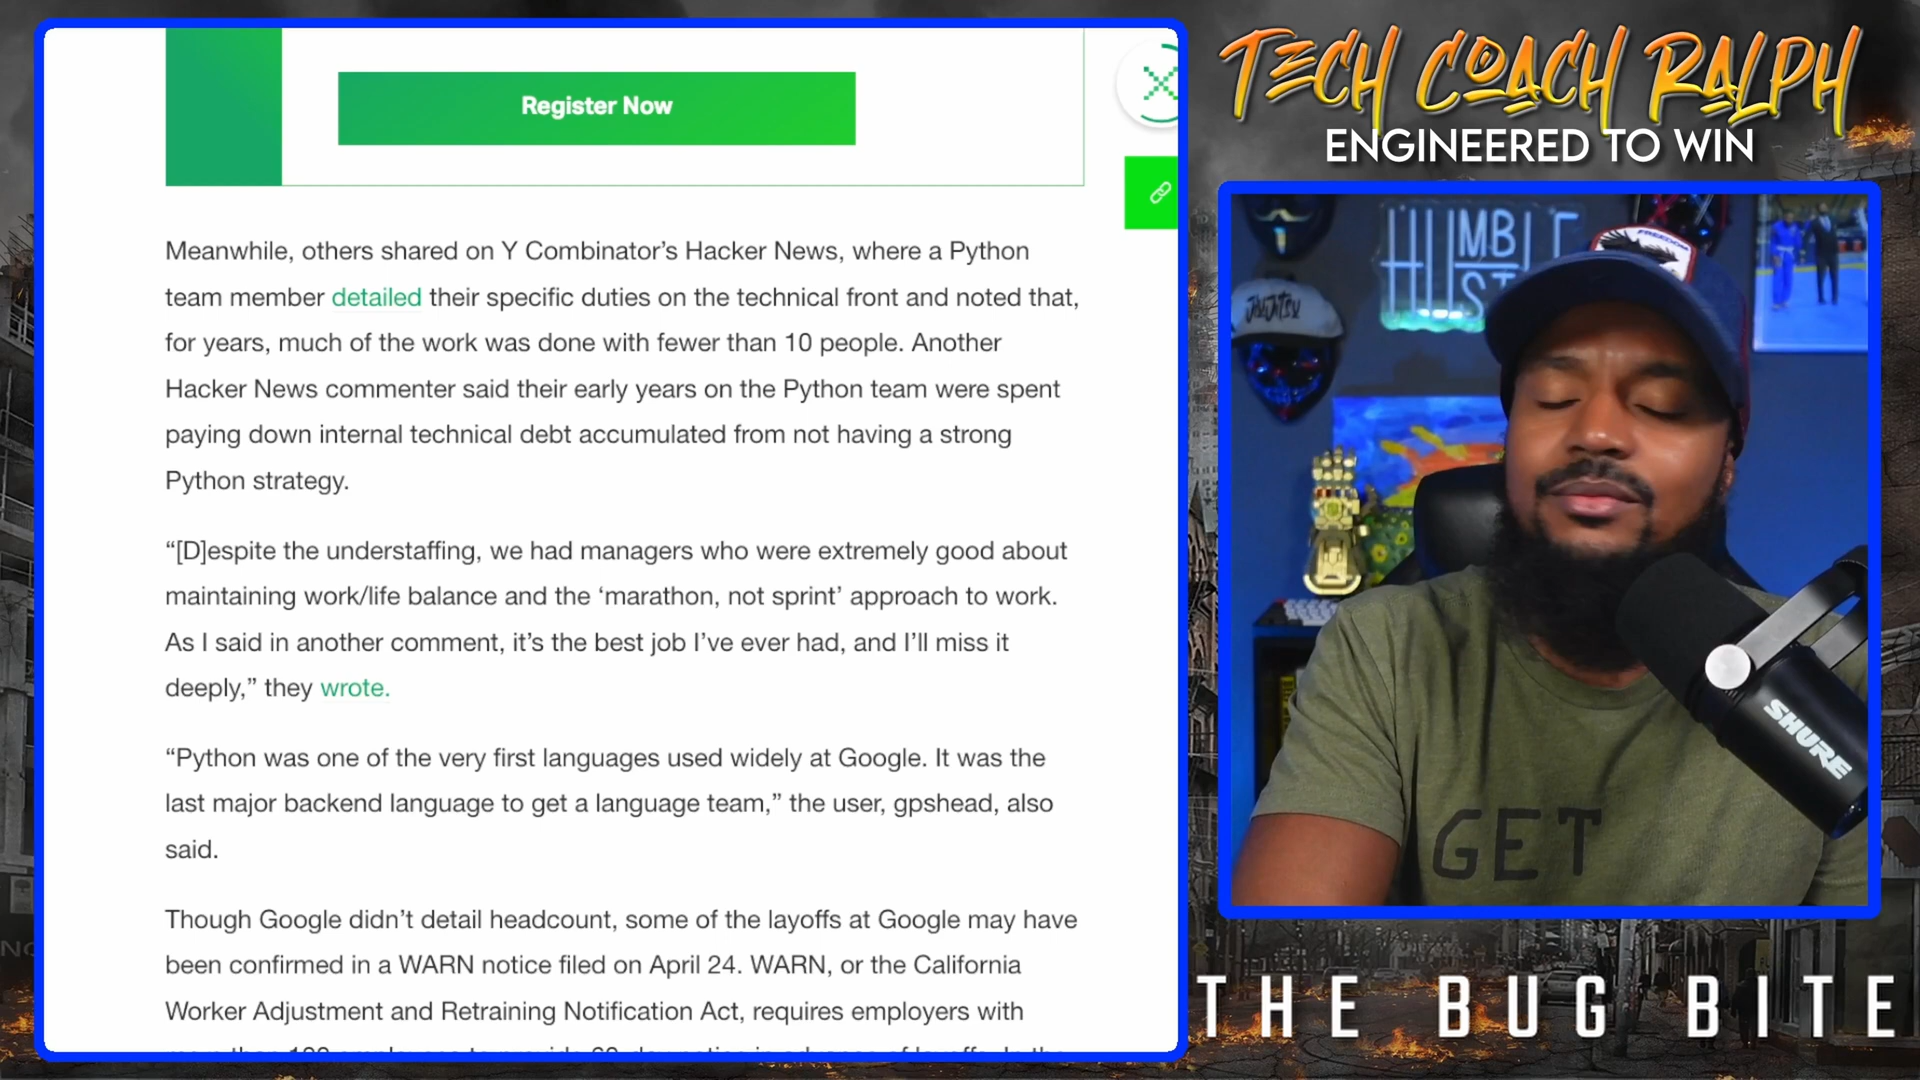 Register Now
Meanwhile, others shared on Y Combinator’s Hacker News, where a Python
team member detailed their specific duties on the technical front and noted that,
for years, much of the work was done with fewer than 10 people. Another
Hacker News commenter said their early years on the Python team were spent
paying down internal technical debt accumulated from not having a strong
Python strategy.
“[D]espite the understaffing, we had managers who were extremely good about
maintaining work/life balance and the ‘marathon, not sprint’ approach to work.
As I said in another comment, it’s the best job I’ve ever had, and I’ll miss it
deeply,” they wrote.
“Python was one of the very first languages used widely at Google. It was the
last major backend language to get a language team,” the user, gpshead, also
said.
Though Google didn’t detail headcount, some of the layoffs at Google may have
been confirmed in a WARN notice filed on April 24. WARN, or the California
Worker Adjustment and Retraining Notification Act, requires employers with
TECH COACH RALPH
ENGINEERED TO WIN
FREEDOM
SHURE
GET
THE BUG BITE